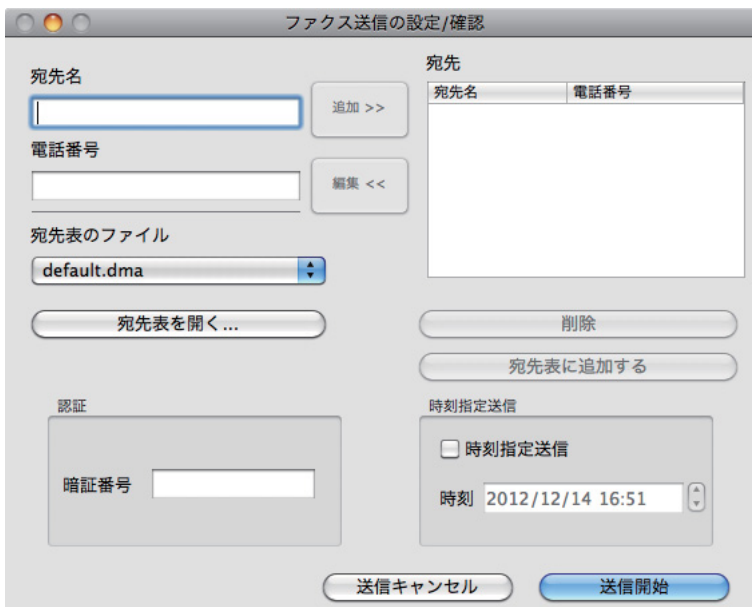 ファクス送信の設定/確認
宛先名
追加 >>
電話番号
編集 <<
宛先表のファイル
default.dma
宛先表を開く...
宛先
宛先名 電話番号
削除
宛先表に追加する
認証
暗証番号
時刻指定送信
時刻指定送信
時刻 2012/12/14 16:51
送信キャンセル
送信開始